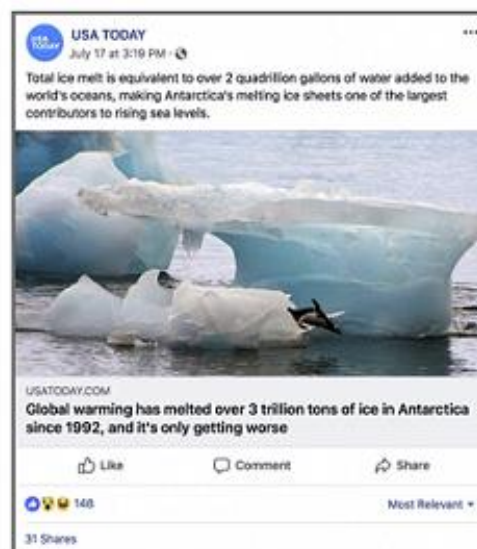 USA TODAY
USA TODAY
July 17 at 3:19 PM ·
Total ice melt is equivalent to over 2 quadrillion gallons of water added to the
world's oceans, making Antarctica's melting ice sheets one of the largest
contributors to rising sea levels.
USATODAY.COM
Global warming has melted over 3 trillion tons of ice in Antarctica
since 1992, and it's only getting worse
Like Comment Share
146 Most Relevant
31 Shares